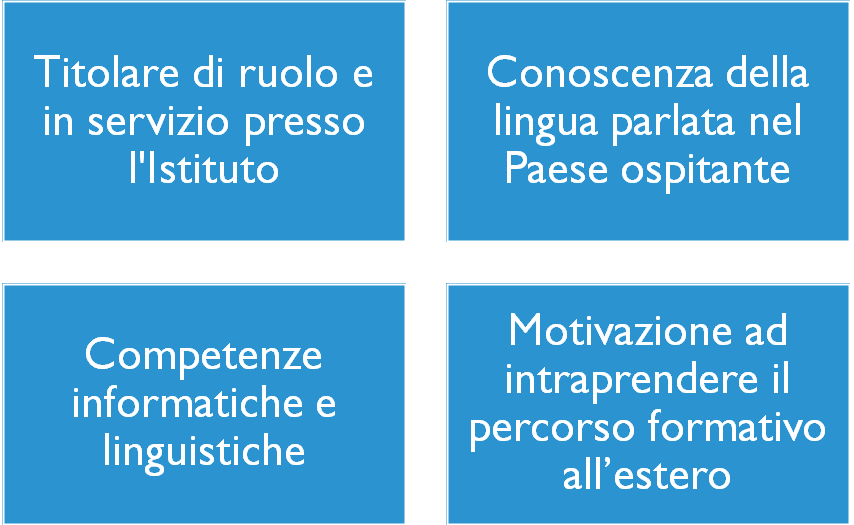 Titolare di ruolo e
in servizio presso
l'Istituto
Conoscenza della
lingua parlata nel
Paese ospitante
Competenze
informatiche e
linguistiche
Motivazione ad
intraprendere il
percorso formativo
all’estero